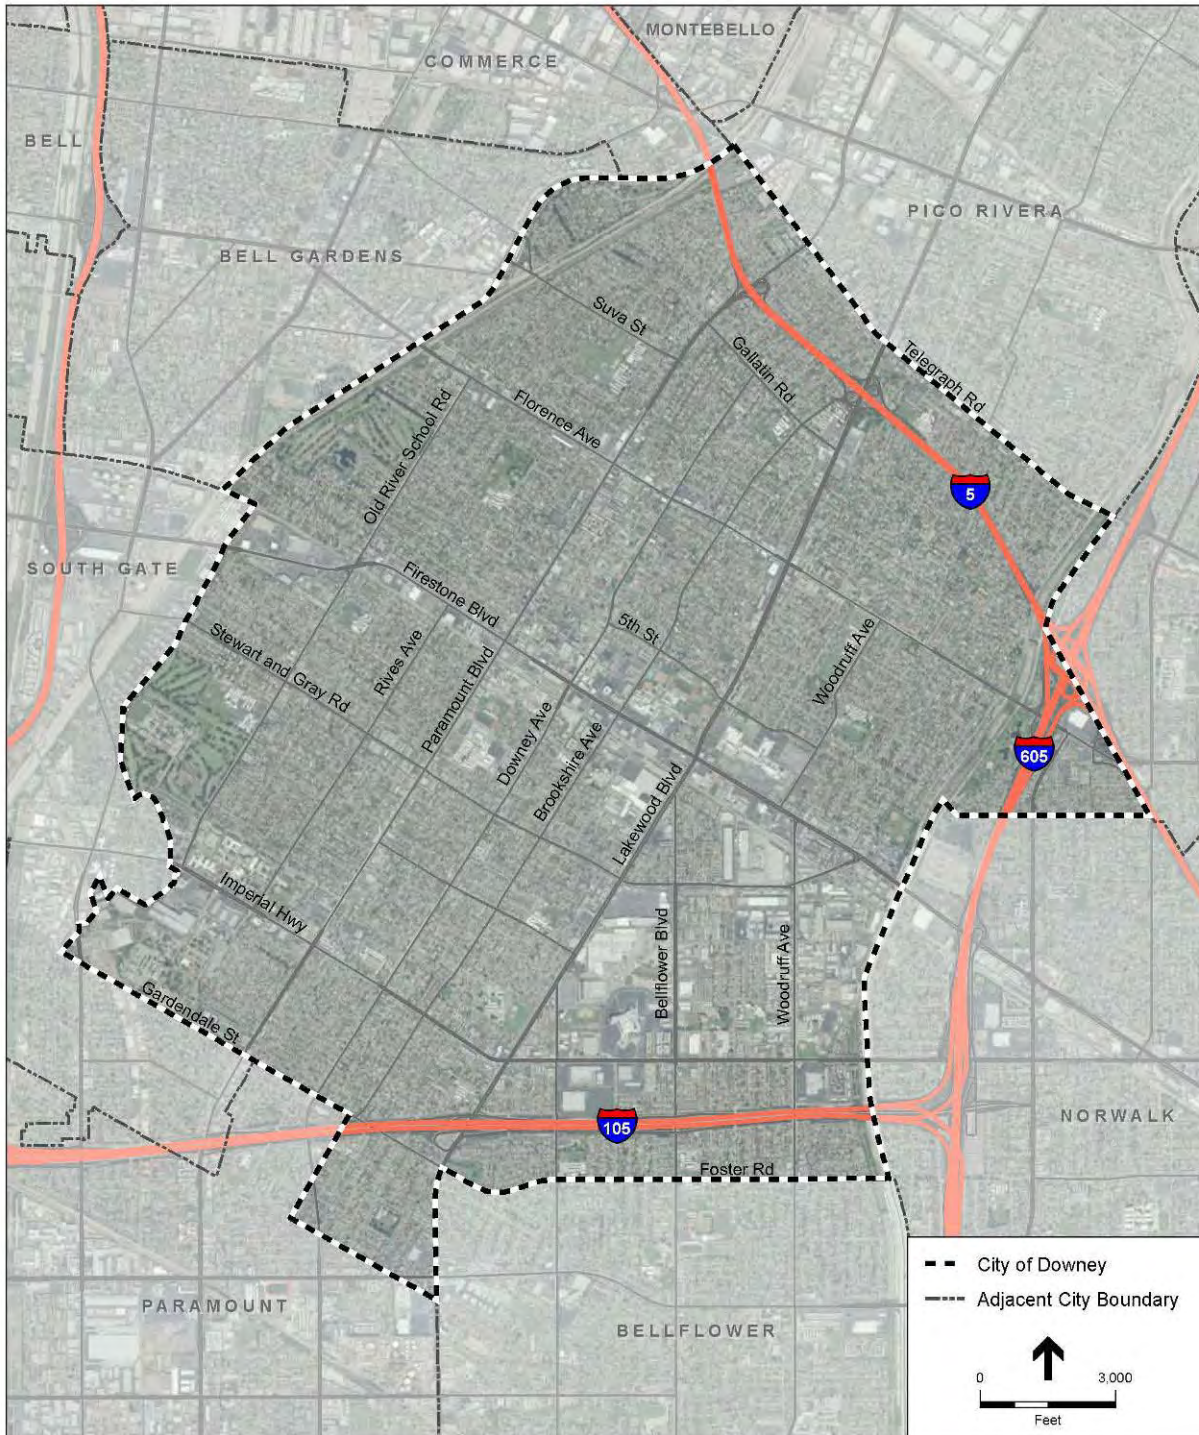 MONTEBELLO
COMMERCE
BELL
PICO RIVERA
BELL GARDENS
Suva St
Gallatin Rd
Telegraph Rd
Florence Ave
Old River School Rd
5
SOUTH GATE
Firestone Blvd
Stewart and Gray Rd
Rives Ave
5th St
Woodruff Ave
Paramount Blvd
Downey Ave
Brookshire Ave
605
Lakewood Blvd
Imperial Hwy
Bellflower Blvd
Woodruff Ave
Gardendale St
105
NORWALK
Foster Rd
PARAMOUNT
BELLFLOWER
City of Downey
Adjacent City Boundary
0 3,000
Feet